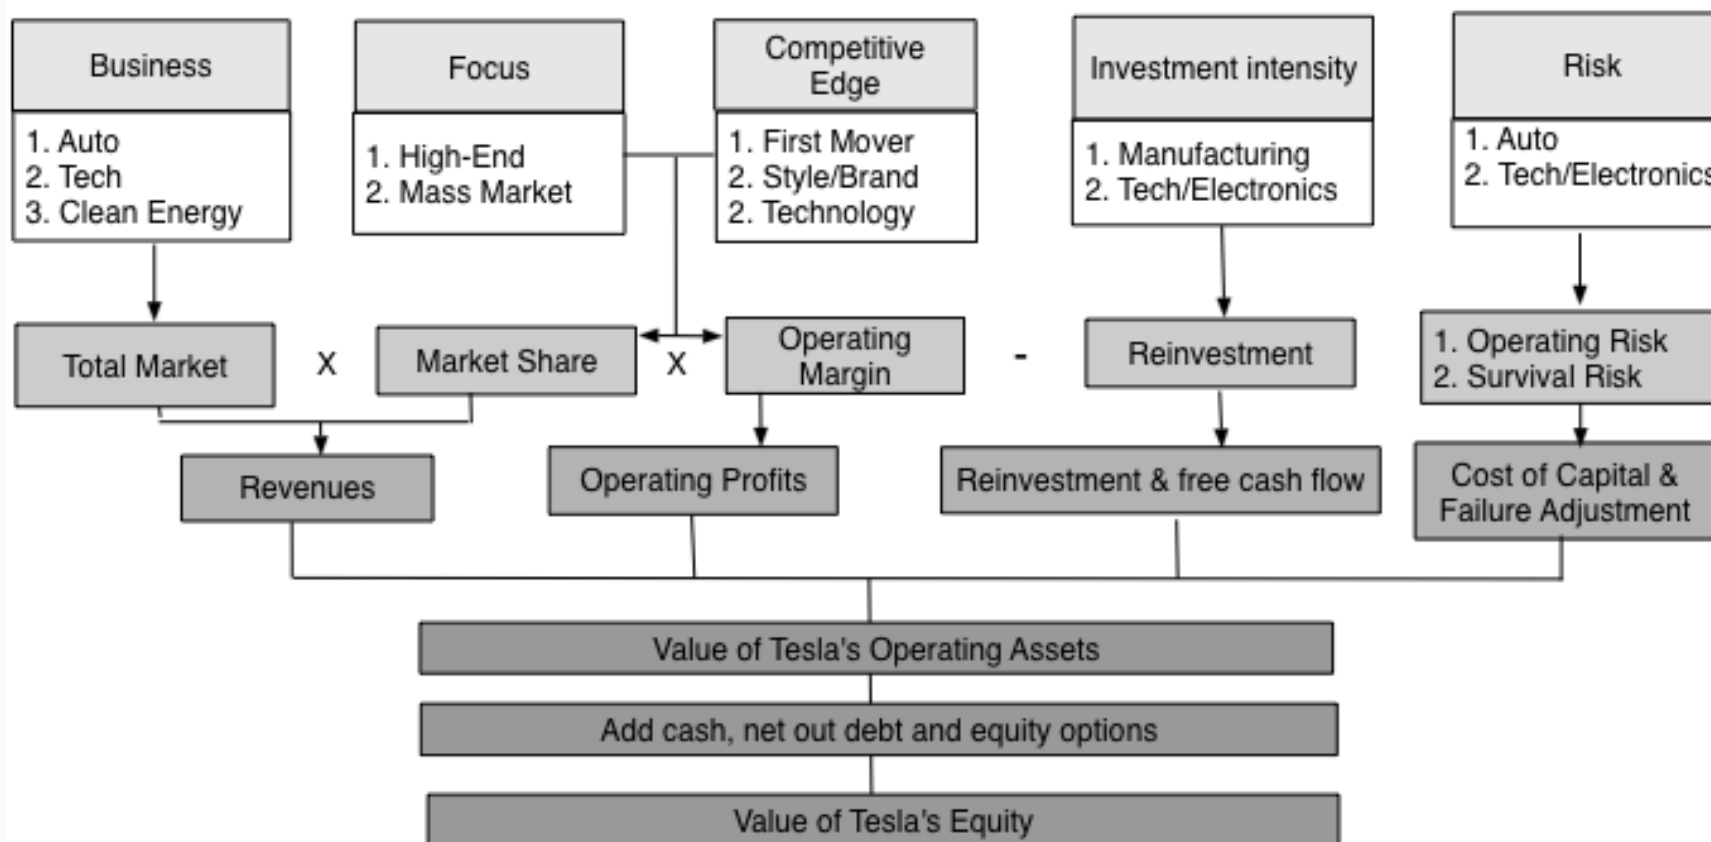 Business
1. Auto
2. Tech
3. Clean Energy
Focus
1. High-End
2. Mass Market
Competitive
Edge
1. First Mover
2. Style/Brand
2. Technology
Investment intensity
1. Manufacturing
2. Tech/Electronics
Risk
1. Auto
2. Tech/Electronics
Total Market
X
Market Share
X
Operating
Margin
-
Reinvestment
1. Operating Risk
2. Survival Risk
Revenues
Operating Profits
Reinvestment & free cash flow
Cost of Capital &
Failure Adjustment
Value of Tesla's Operating Assets
Add cash, net out debt and equity options
Value of Tesla's Equity